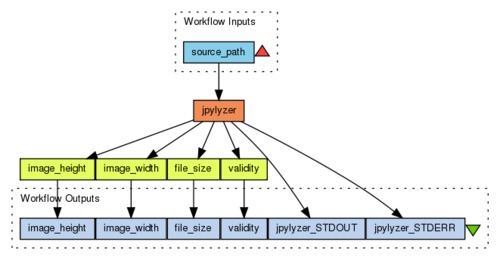 Workflow Inputs
source_path
jpylyzer
image_height image_width file_size validity
Workflow Outputs
image_height image_width file_size validity jpylyzer_STDOUT jpylyzer_STDERR